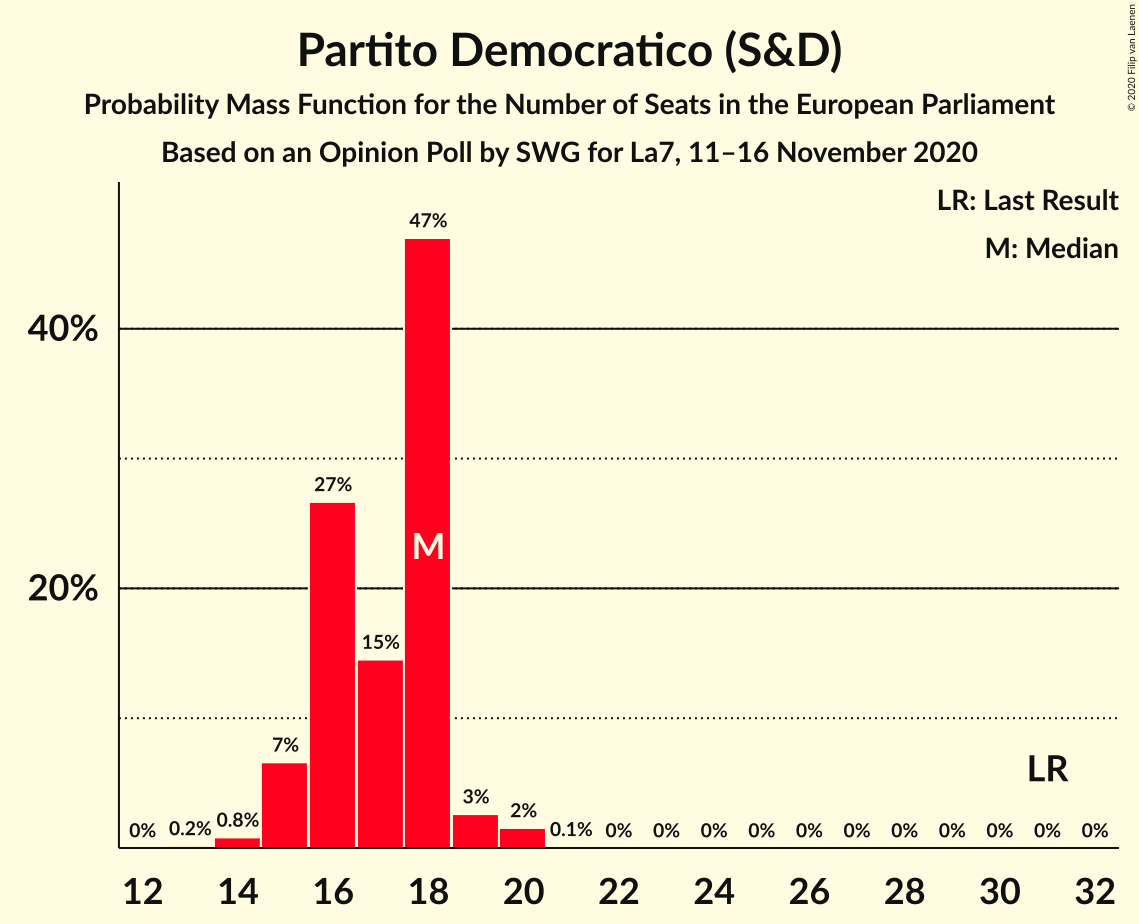 Partito Democratico (S&D)
Probability Mass Function for the Number of Seats in the European Parliament
Based on an Opinion Poll by SWG for La7, 11–16 November 2020
© 2020 Filip van Laenen
LR: Last Result
M: Median
40%
20%
0% 0.2% 0.8% 7% 27% 15% 47% 3% 2% 0.1% 0% 0% 0% 0% 0% 0% 0% 0% 0% 0% 0%
M
LR
12 14 16 18 20 22 24 26 28 30 32